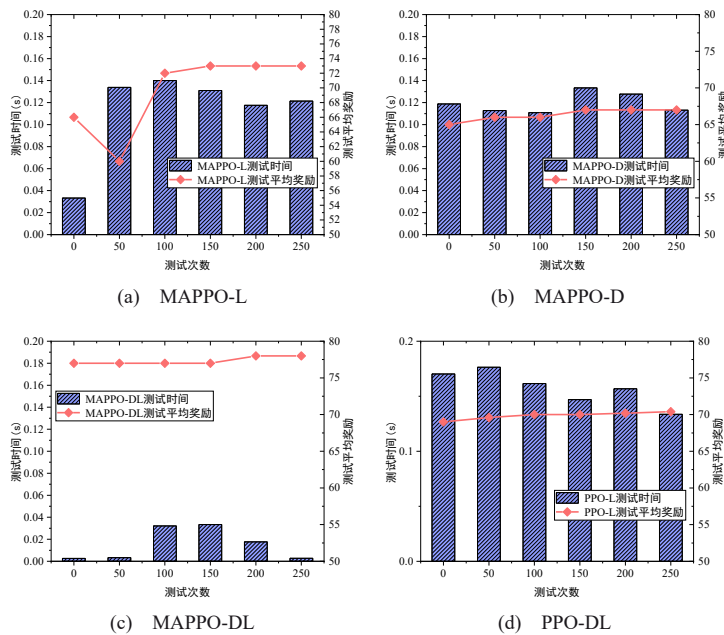 0.20
0.18
0.16
0.14
0.12
0.10
0.08
0.06
0.04
0.02
0.00
测试时间(s)
MAPPO-L测试时间
MAPPO-L测试平均奖励
80
78
76
74
72
70
68
66
64
62
60
58
56
54
52
50
测试平均奖励
0 50 100 150 200 250
测试次数
(a) MAPPO-L
0.20
0.18
0.16
0.14
0.12
0.10
0.08
0.06
0.04
0.02
0.00
测试时间(s)
MAPPO-D测试时间
MAPPO-D测试平均奖励
80
75
70
65
60
55
50
测试平均奖励
0 50 100 150 200 250
测试次数
(b) MAPPO-D
0.20
0.18
0.16
0.14
0.12
0.10
0.08
0.06
0.04
0.02
0.00
测试时间(s)
MAPPO-DL测试时间
MAPPO-DL测试平均奖励
80
75
70
65
60
55
50
测试平均奖励
0 50 100 150 200 250
测试次数
(c) MAPPO-DL
0.2
0.1
0.0
测试时间(s)
PPO-L测试时间
PPO-L测试平均奖励
80
75
70
65
60
55
50
测试平均奖励
0 50 100 150 200 250
测试次数
(d) PPO-DL